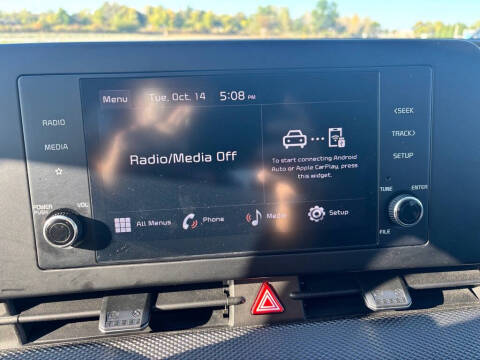 Menu Tue, Oct. 14 5:08 PM
Radio/Media Off
To start connecting Android
Auto or Apple CarPlay, press
this widget.
All Menus Phone Media Setup
RADIO
MEDIA
POWER
PUSH
VOL
<SEEK
TRACK>
SETUP
TUNE
ENTER
FILE